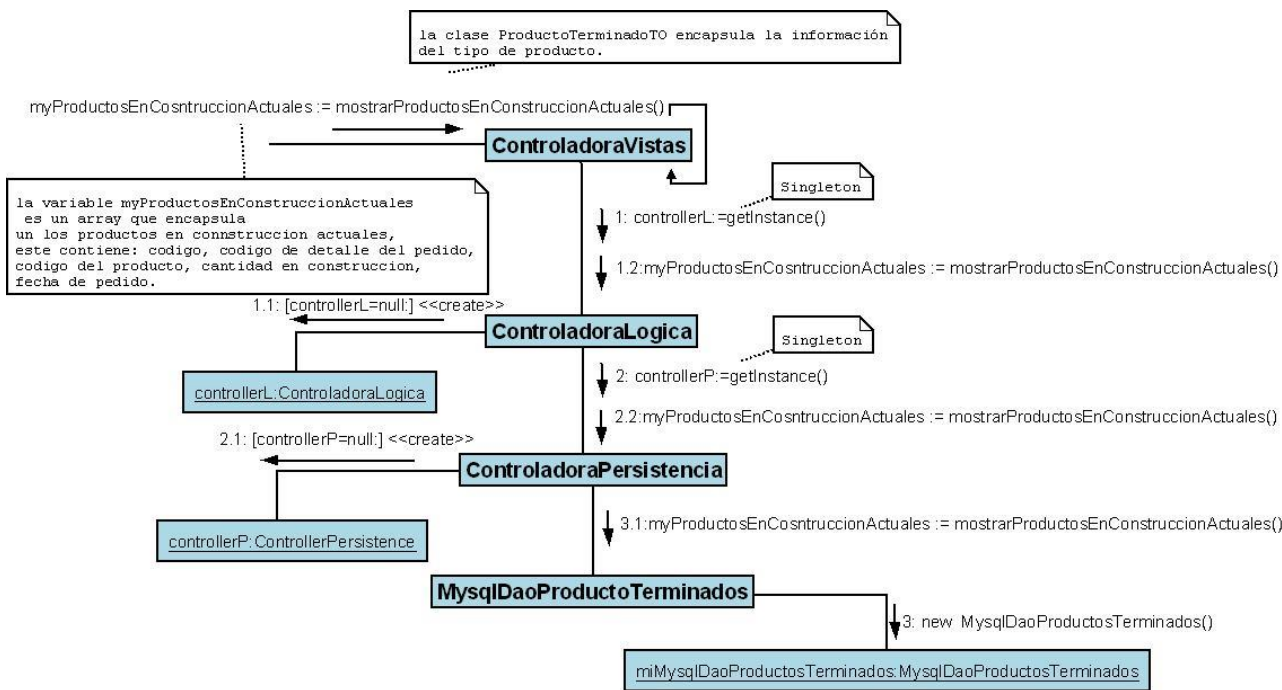 la clase ProductoTerminadoTO encapsula la información
del tipo de producto.
myProductosEnCosntruccionActuales := mostrarProductosEnConstruccionActuales()
ControladoraVistas
Singleton
la variable myProductosEnConstruccionActuales
es un array que encapsula
un los productos en connstruccion actuales,
este contiene: codigo, codigo de detalle del pedido,
codigo del producto, cantidad en construccion,
fecha de pedido.
1: controllerL:=getInstance()
1.2:myProductosEnCosntruccionActuales := mostrarProductosEnConstruccionActuales()
1.1: [controllerL=null:] <<create>>
ControladoraLogica
Singleton
controllerL:ControladoraLogica
2: controllerP:=getInstance()
2.2:myProductosEnCosntruccionActuales := mostrarProductosEnConstruccionActuales()
2.1: [controllerP=null:] <<create>>
ControladoraPersistencia
controllerP:ControllerPersistence
3.1:myProductosEnCosntruccionActuales := mostrarProductosEnConstruccionActuales()
MysqlDaoProductoTerminados
3: new MysqlDaoProductosTerminados()
miMysqlDaoProductosTerminados:MysqlDaoProductosTerminados